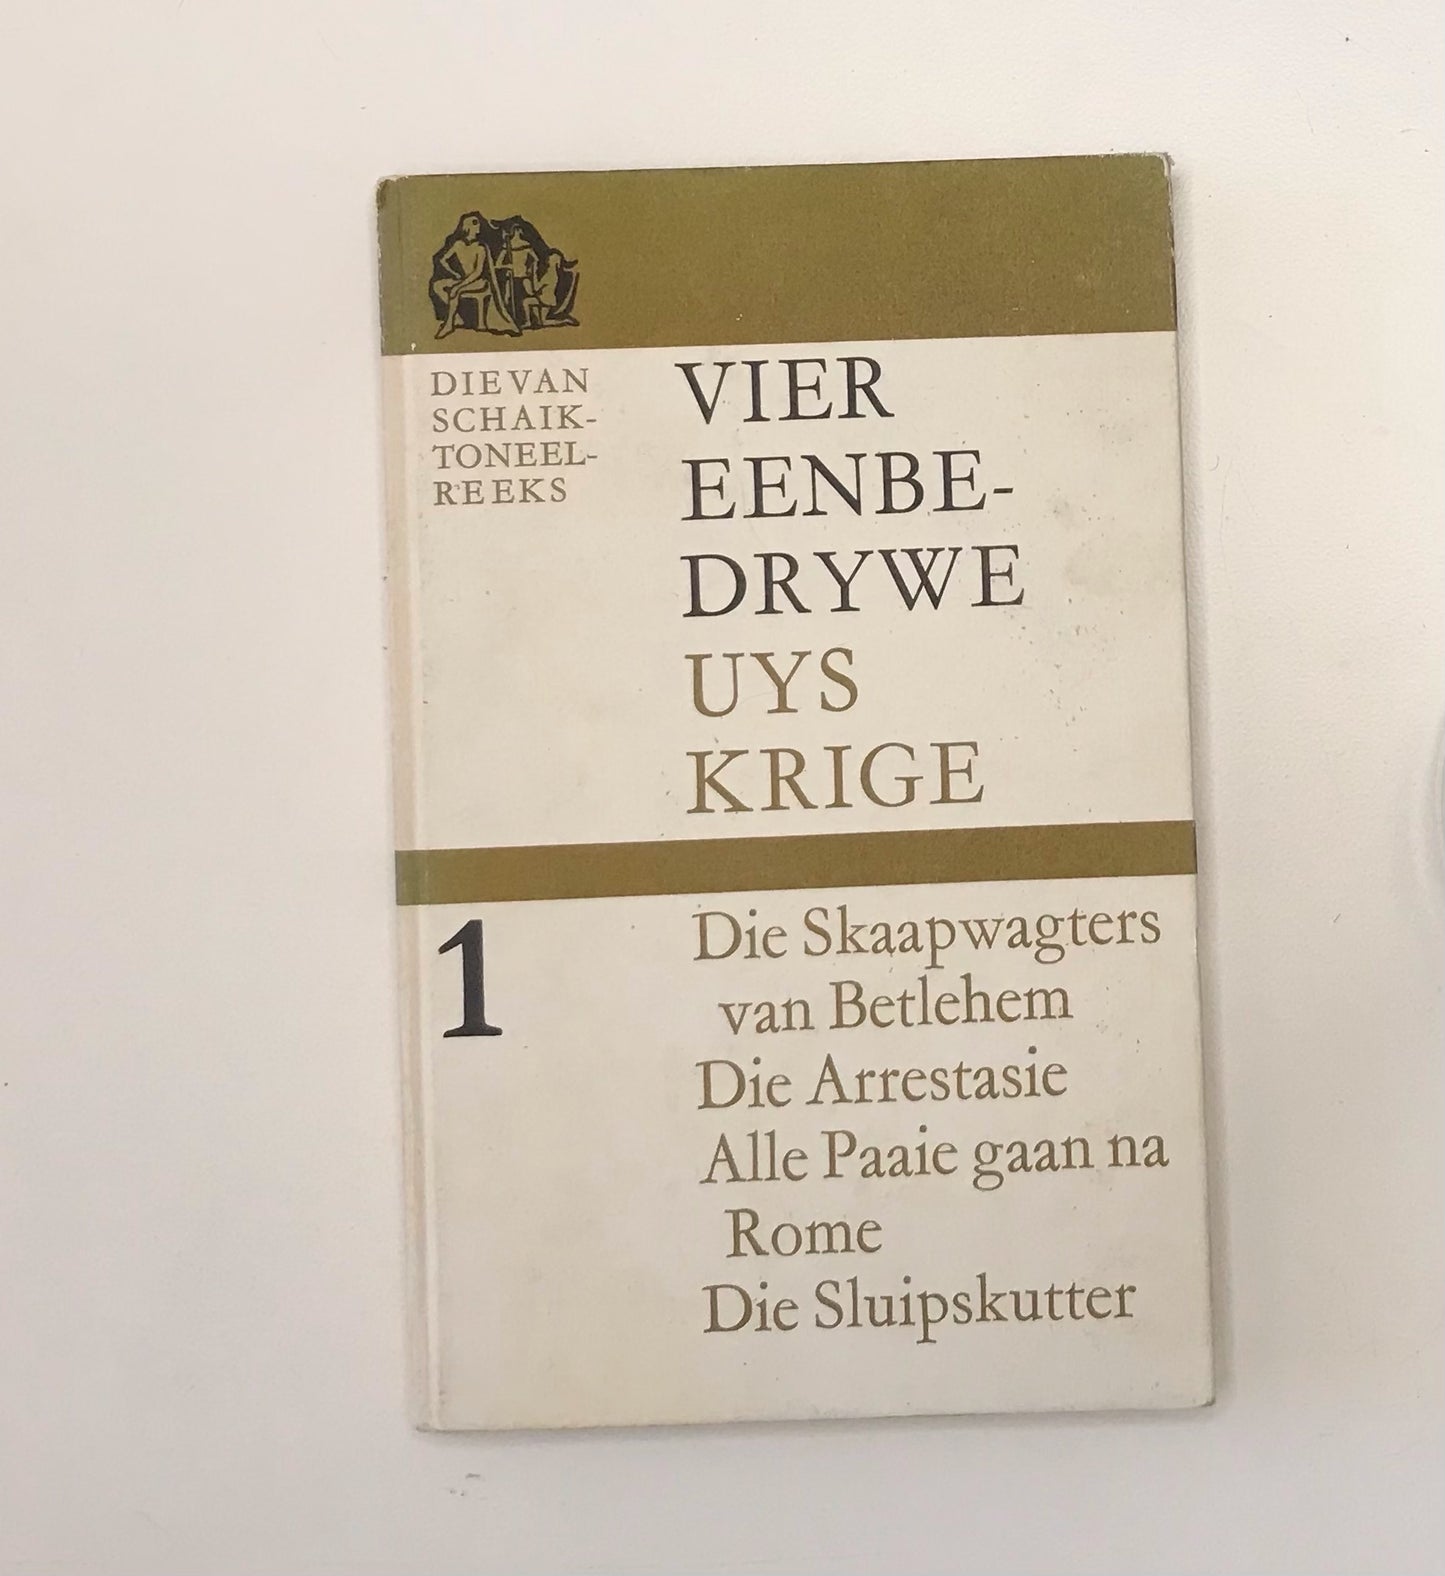 DIE VAN
SCHAIK-
TONEEL-
REEKS
VIER
EENBE-
DRYWE
UYS
KRIGE
1
Die Skaapwagters
van Betlehem
Die Arrestasie
Alle Paaie gaan na
Rome
Die Sluipskutter